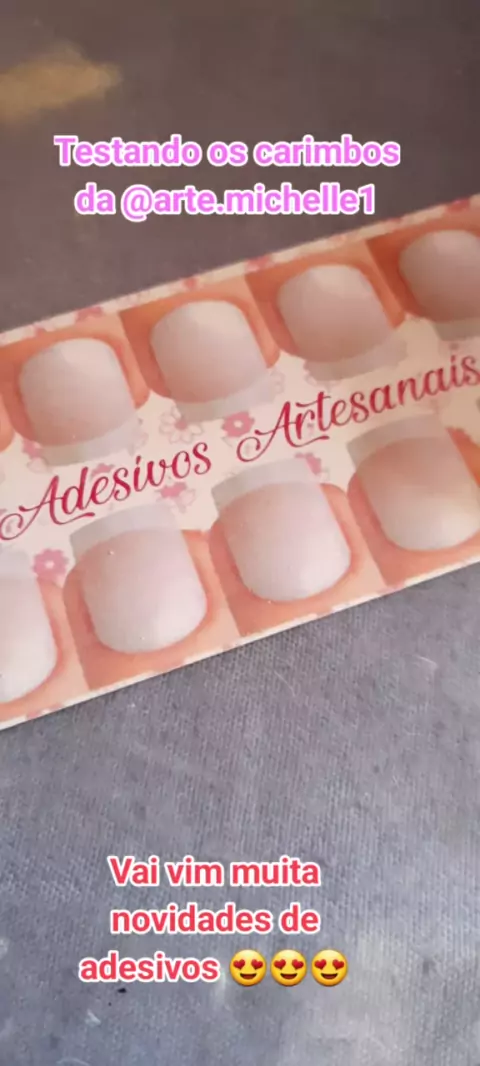 Testando os carimbos
da @arte.michelle1
Adesivos Artesanais
Vai vim muita
novidades de
adesivos 😍😍😍